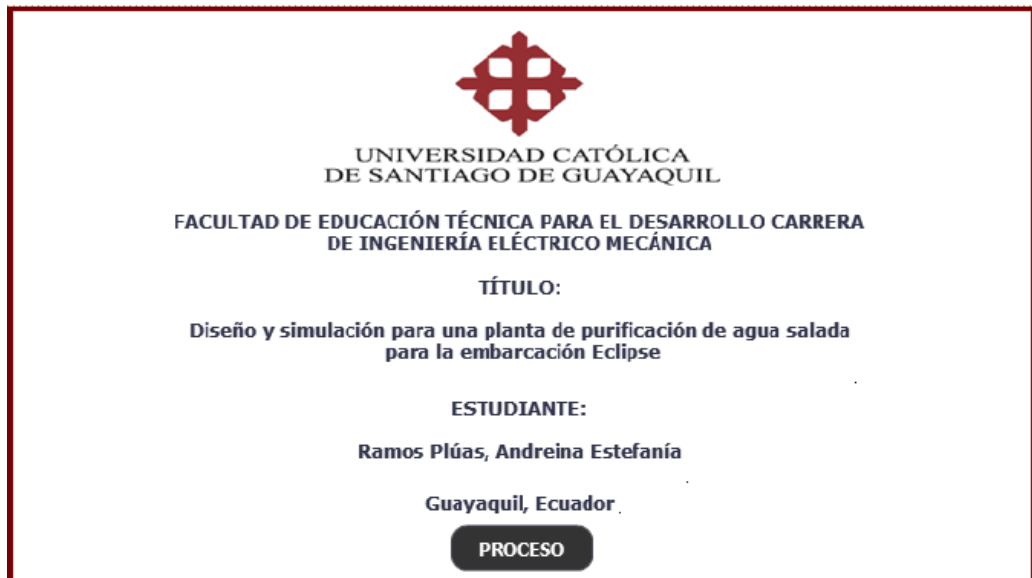 UNIVERSIDAD CATÓLICA
DE SANTIAGO DE GUAYAQUIL
FACULTAD DE EDUCACIÓN TÉCNICA PARA EL DESARROLLO CARRERA
DE INGENIERÍA ELÉCTRICO MECÁNICA
TÍTULO:
Diseño y simulación para una planta de purificación de agua salada
para la embarcación Eclipse
ESTUDIANTE:
Ramos Plúas, Andreina Estefanía
Guayaquil, Ecuador
PROCESO